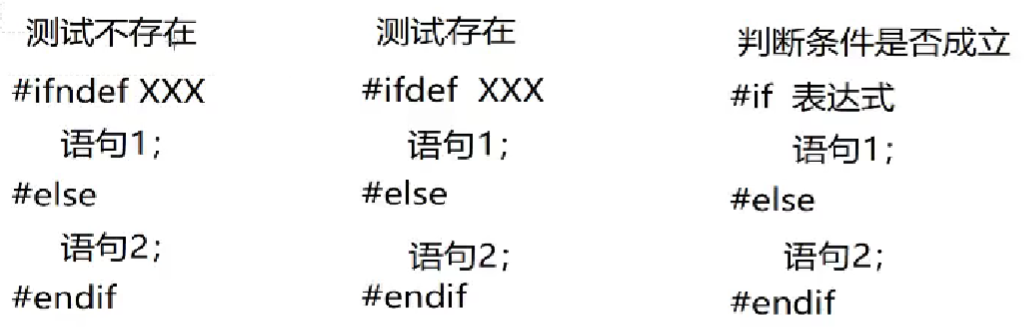 测试不存在
#ifndef XXX
语句1;
#else
语句2;
#endif
测试存在
#ifdef XXX
语句1;
#else
语句2;
#endif
判断条件是否成立
#if 表达式
语句1;
#else
语句2;
#endif